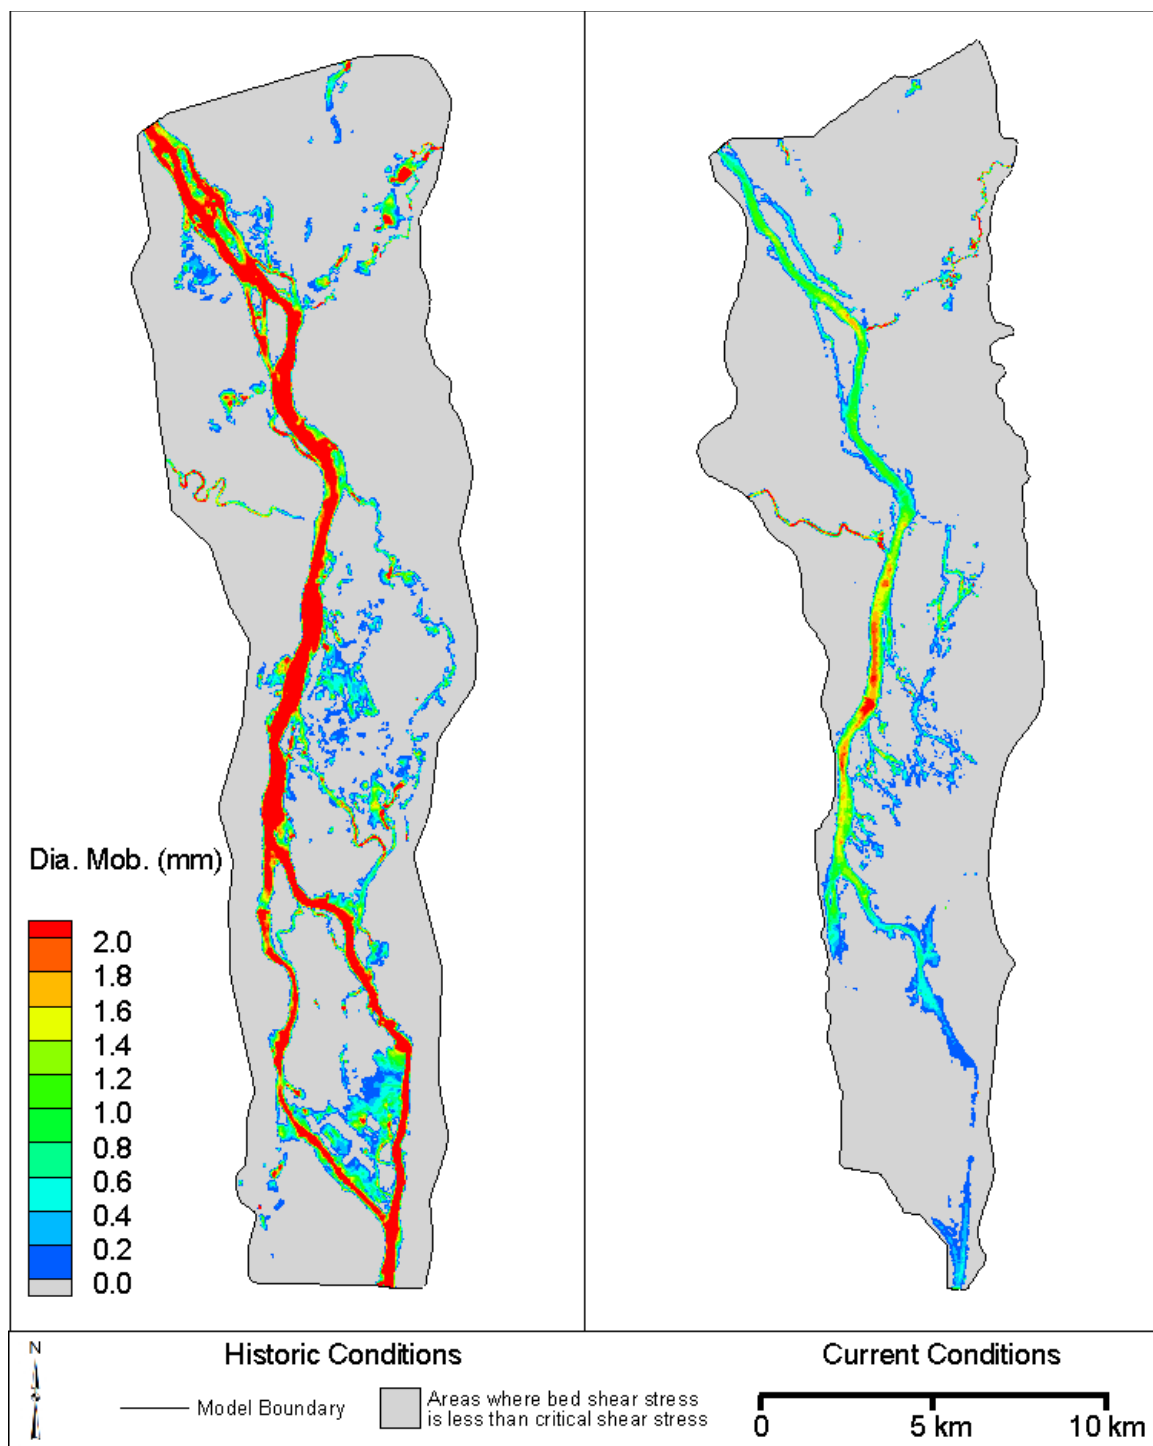 Dia. Mob. (mm)
2.0
1.8
1.6
1.4
1.2
1.0
0.8
0.6
0.4
0.2
0.0
N
Historic Conditions
Current Conditions
Model Boundary
Areas where bed shear stress
is less than critical shear stress
0 5 km 10 km